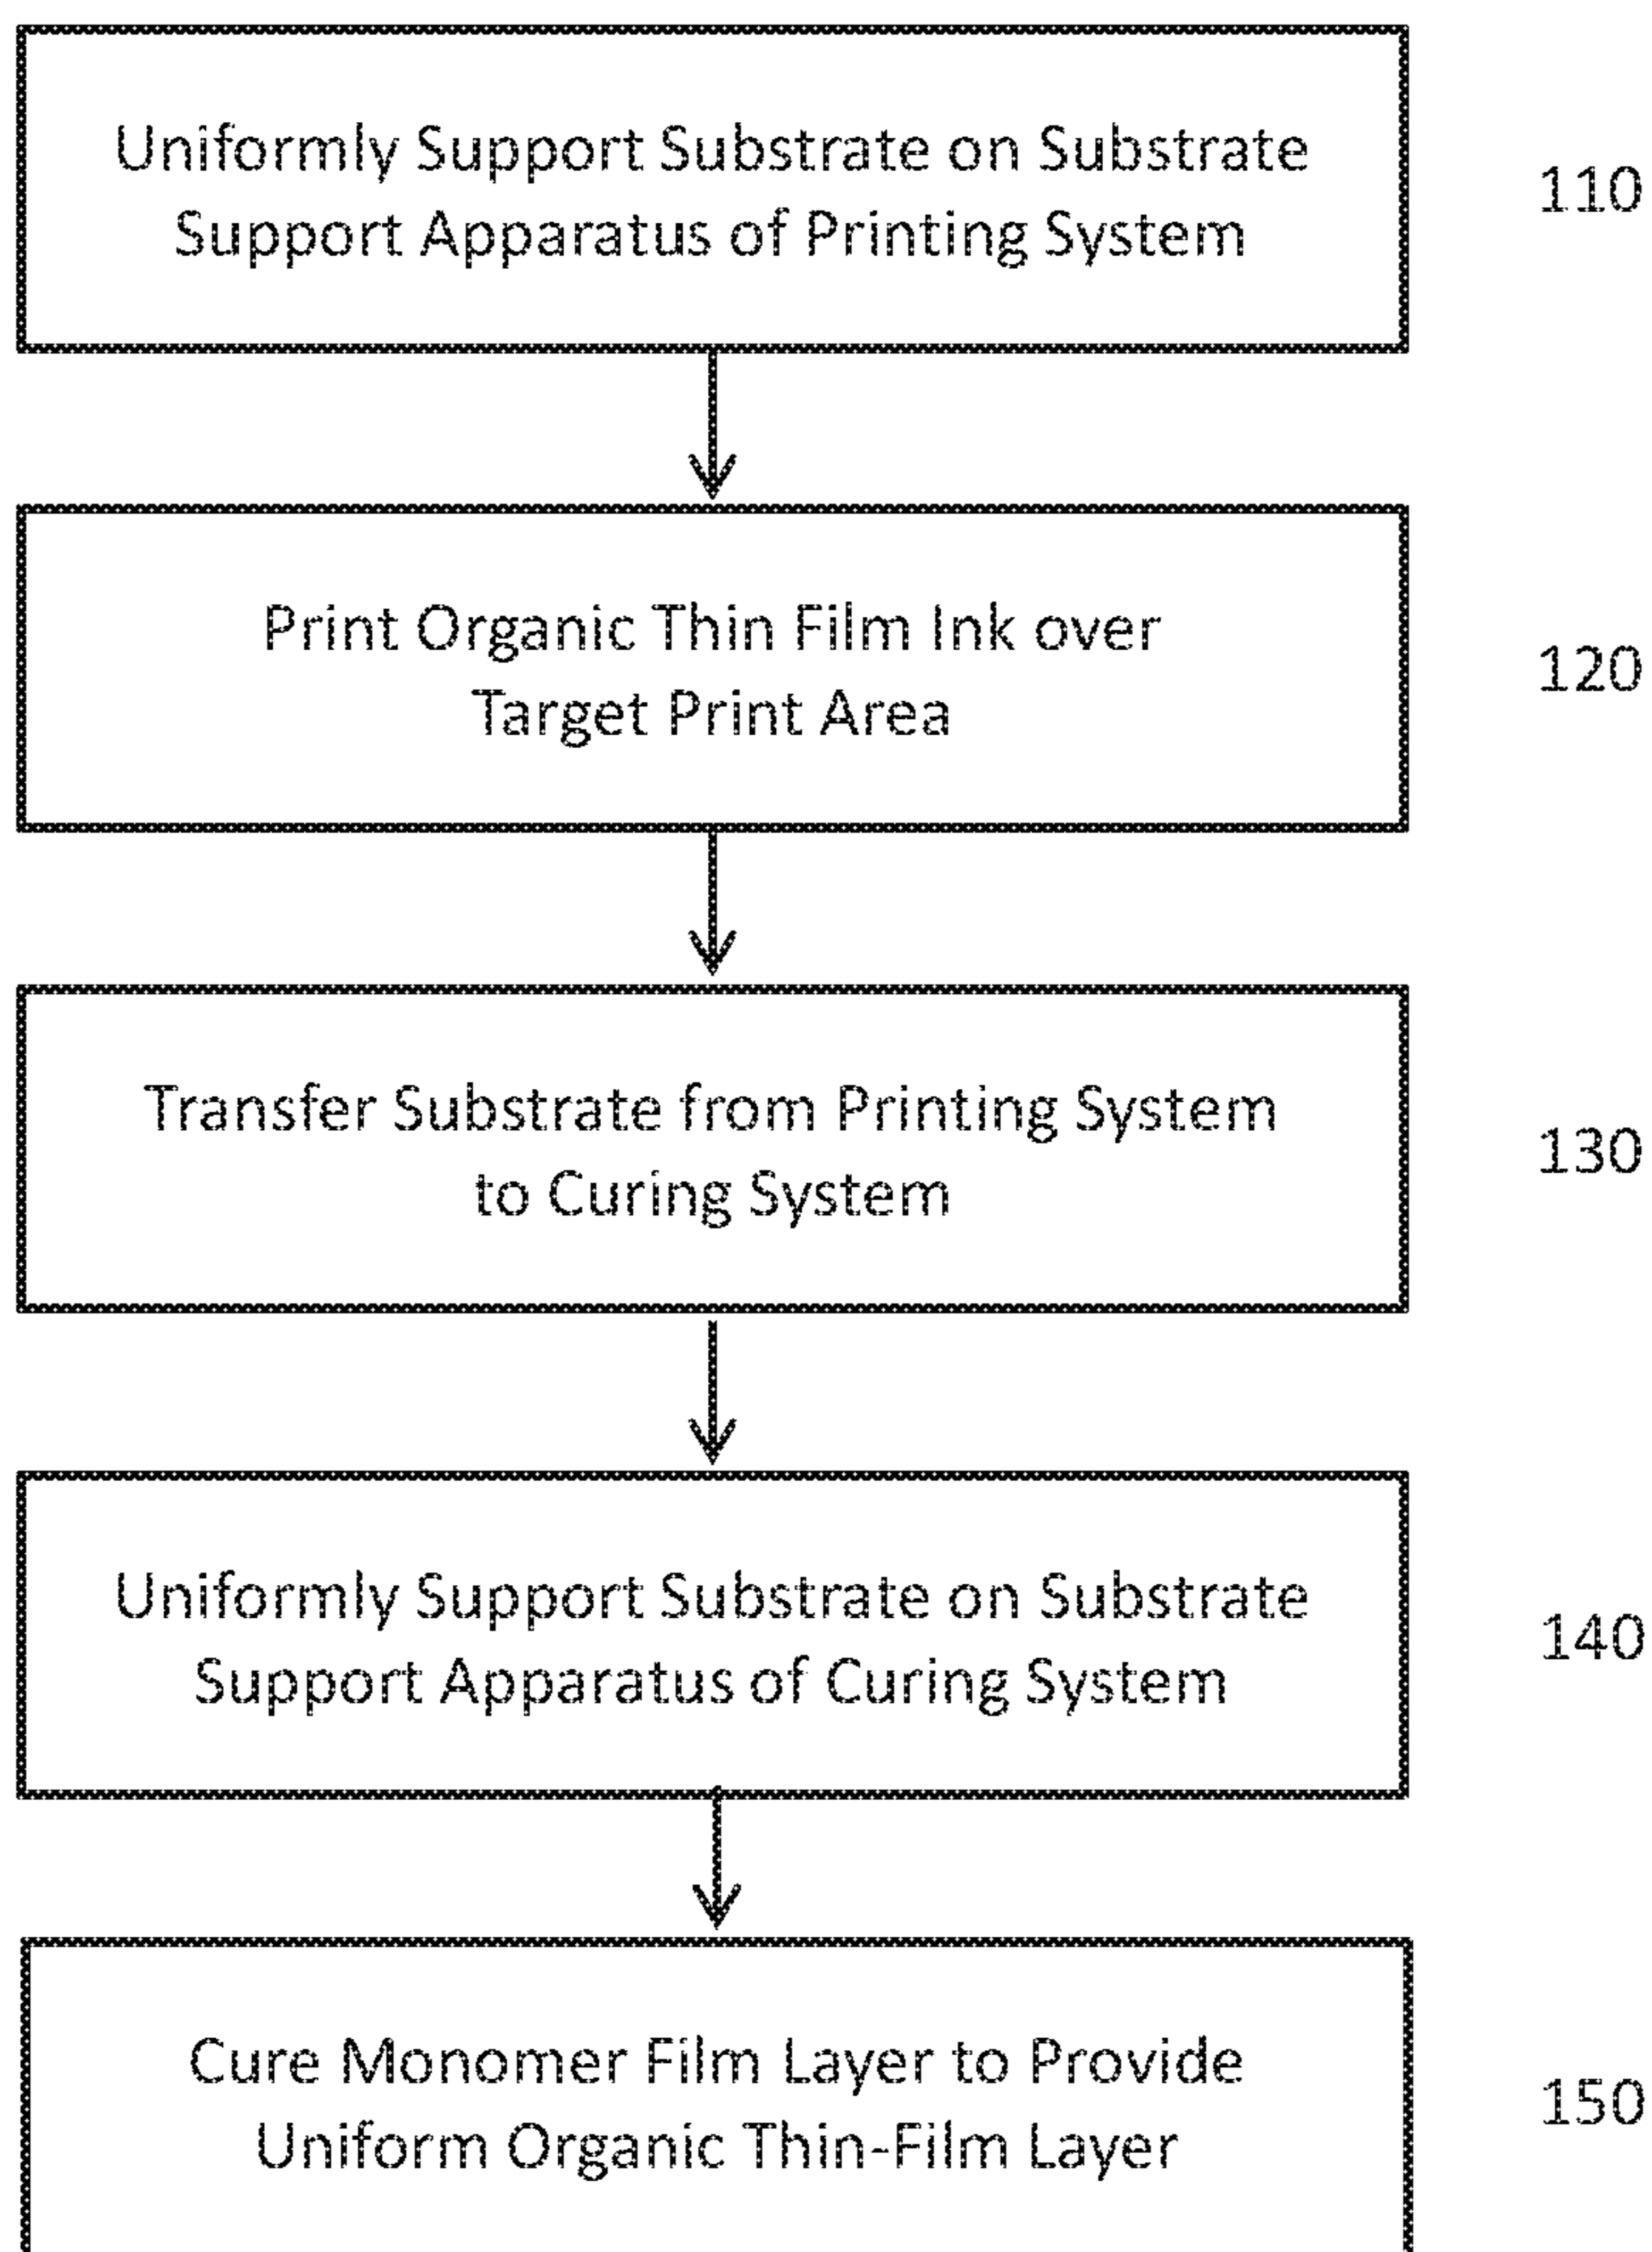 Uniformly Support Substrate on Substrate
Support Apparatus of Printing System
110
Print Organic Thin Film Ink over
Target Print Area
120
Transfer Substrate from Printing System
to Curing System
130
Uniformly Support Substrate on Substrate
Support Apparatus of Curing System
140
Cure Monomer Film Layer to Provide
Uniform Organic Thin-Film Layer
150